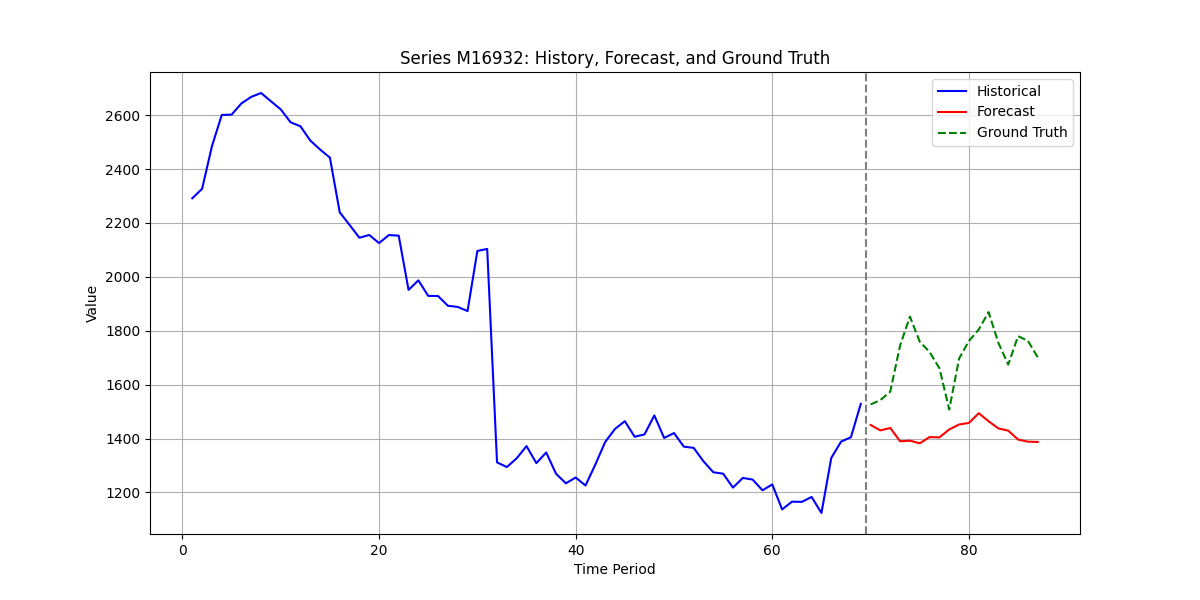 Series M16932: History, Forecast, and Ground Truth
Historical
Forecast
Ground Truth
Value
2600
2400
2200
2000
1800
1600
1400
1200
0 20 40 60 80
Time Period